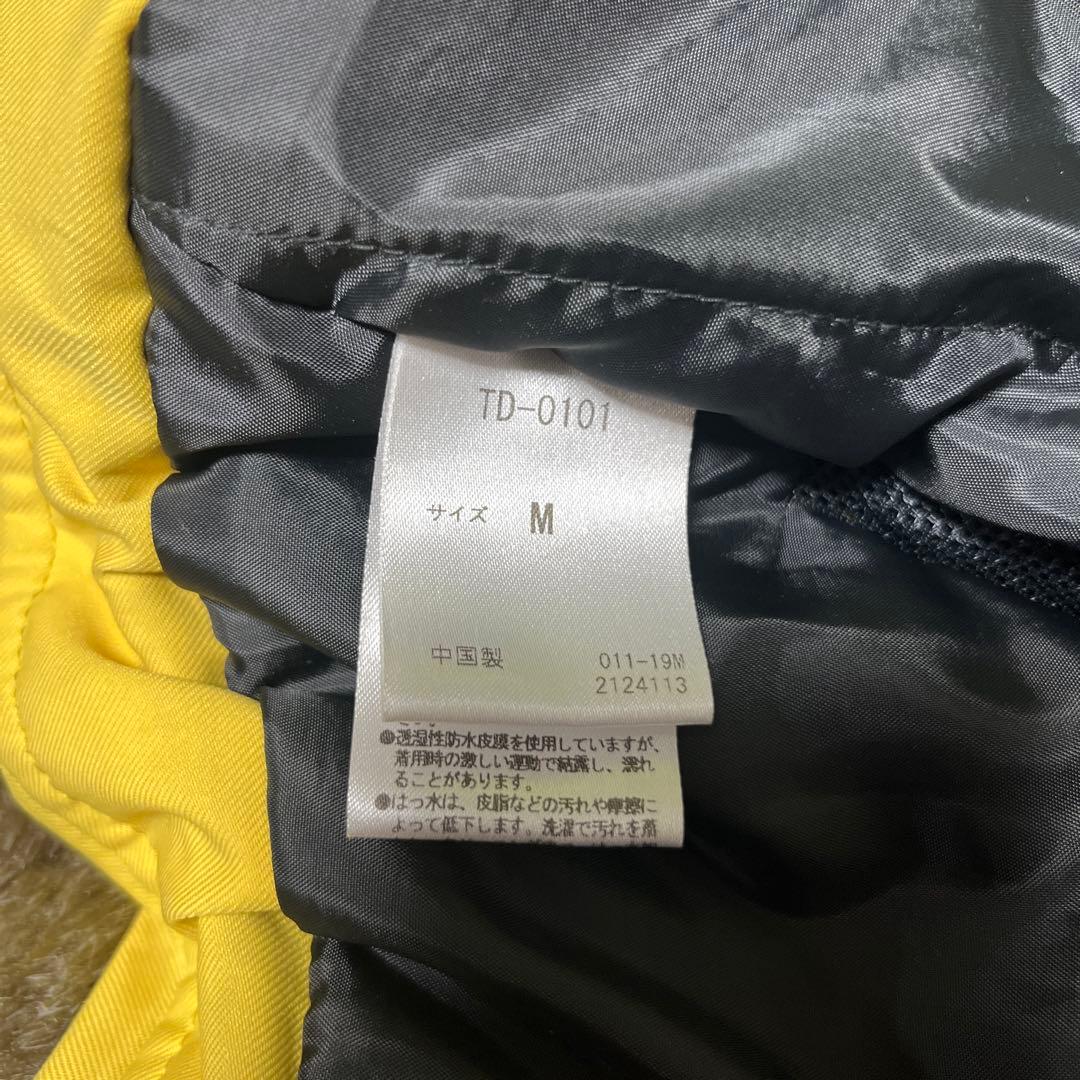 TD-0101
サイズ M
中国製 011-19M
2124113
●透湿性防水皮膜を使用していますが、
着用時の激しい運動で結露し、濡れ
ることがあります。
●はっ水は、皮脂などの汚れや摩擦に
よって低下します。洗濯で汚れを落